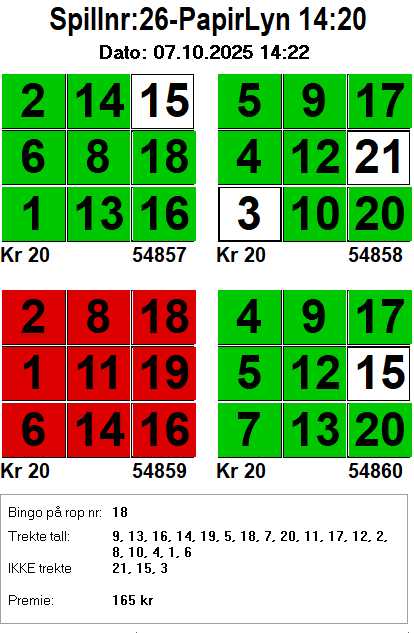 Spillnr:26-PapirLyn 14:20
Dato: 07.10.2025 14:22
2 14 15
6 8 18
1 13 16
Kr 20 54857
5 9 17
4 12 21
3 10 20
Kr 20 54858
2 8 18
1 11 19
6 14 16
Kr 20 54859
4 9 17
5 12 15
7 13 20
Kr 20 54860
Bingo på rop nr: 18
Trekte tall: 9, 13, 16, 14, 19, 5, 18, 7, 20, 11, 17, 12, 2,
8, 10, 4, 1, 6
IKKE trekte 21, 15, 3
Premie: 165 kr